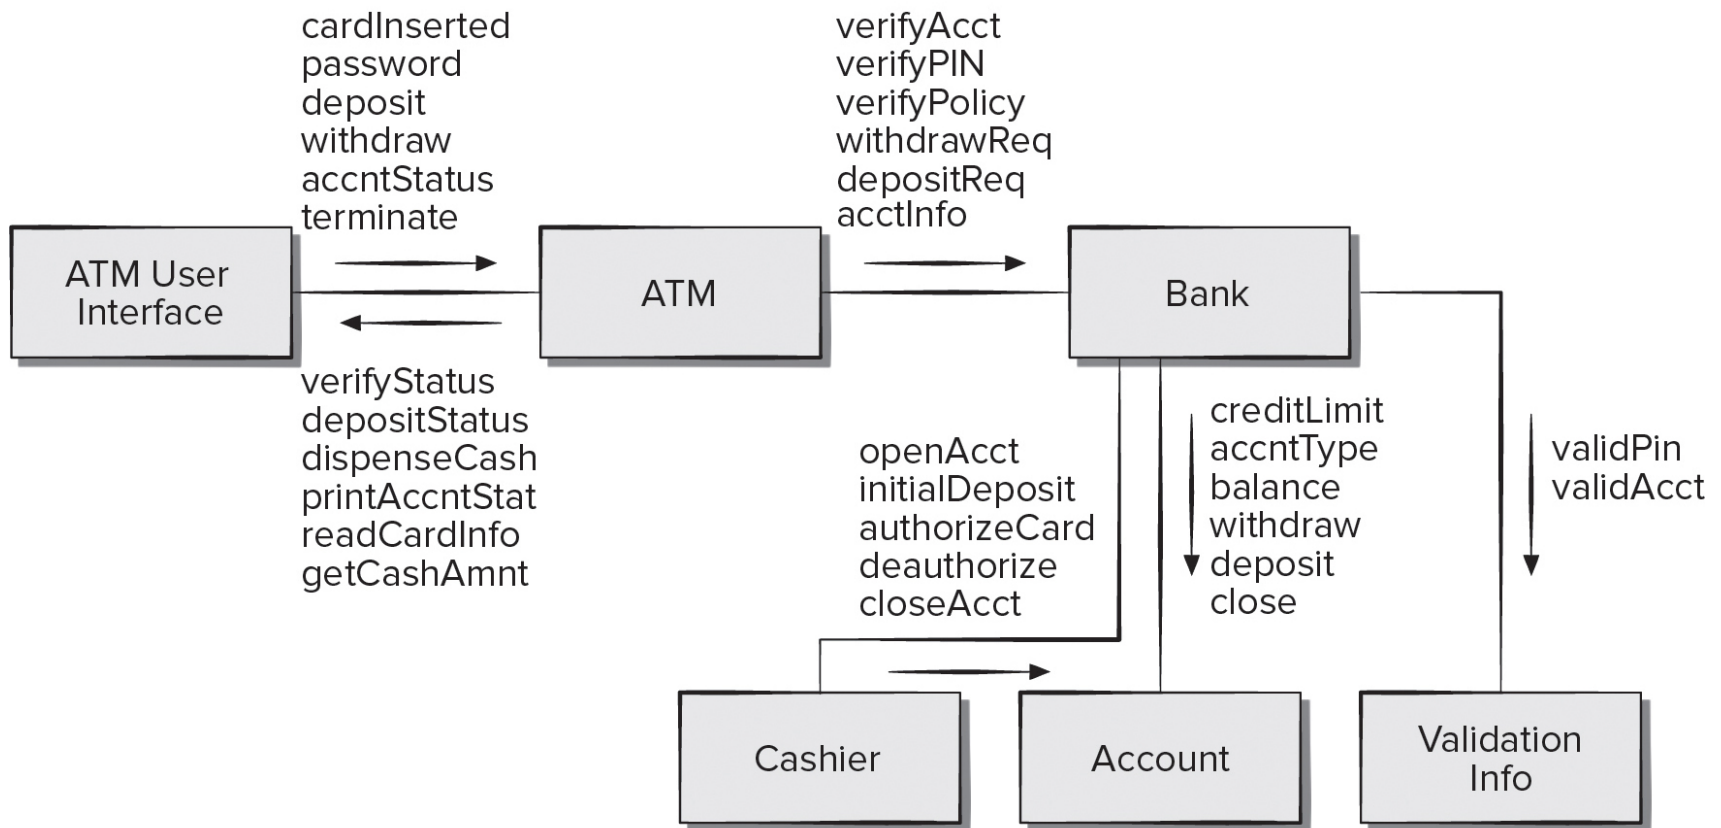 cardInserted
password
deposit
withdraw
accntStatus
terminate
verifyAcct
verifyPIN
verifyPolicy
withdrawReq
depositReq
acctInfo
ATM User
Interface
ATM
Bank
verifyStatus
depositStatus
dispenseCash
printAccntStat
readCardInfo
getCashAmnt
openAcct
initialDeposit
authorizeCard
deauthorize
closeAcct
creditLimit
accntType
balance
withdraw
deposit
close
validPin
validAcct
Cashier
Account
Validation
Info